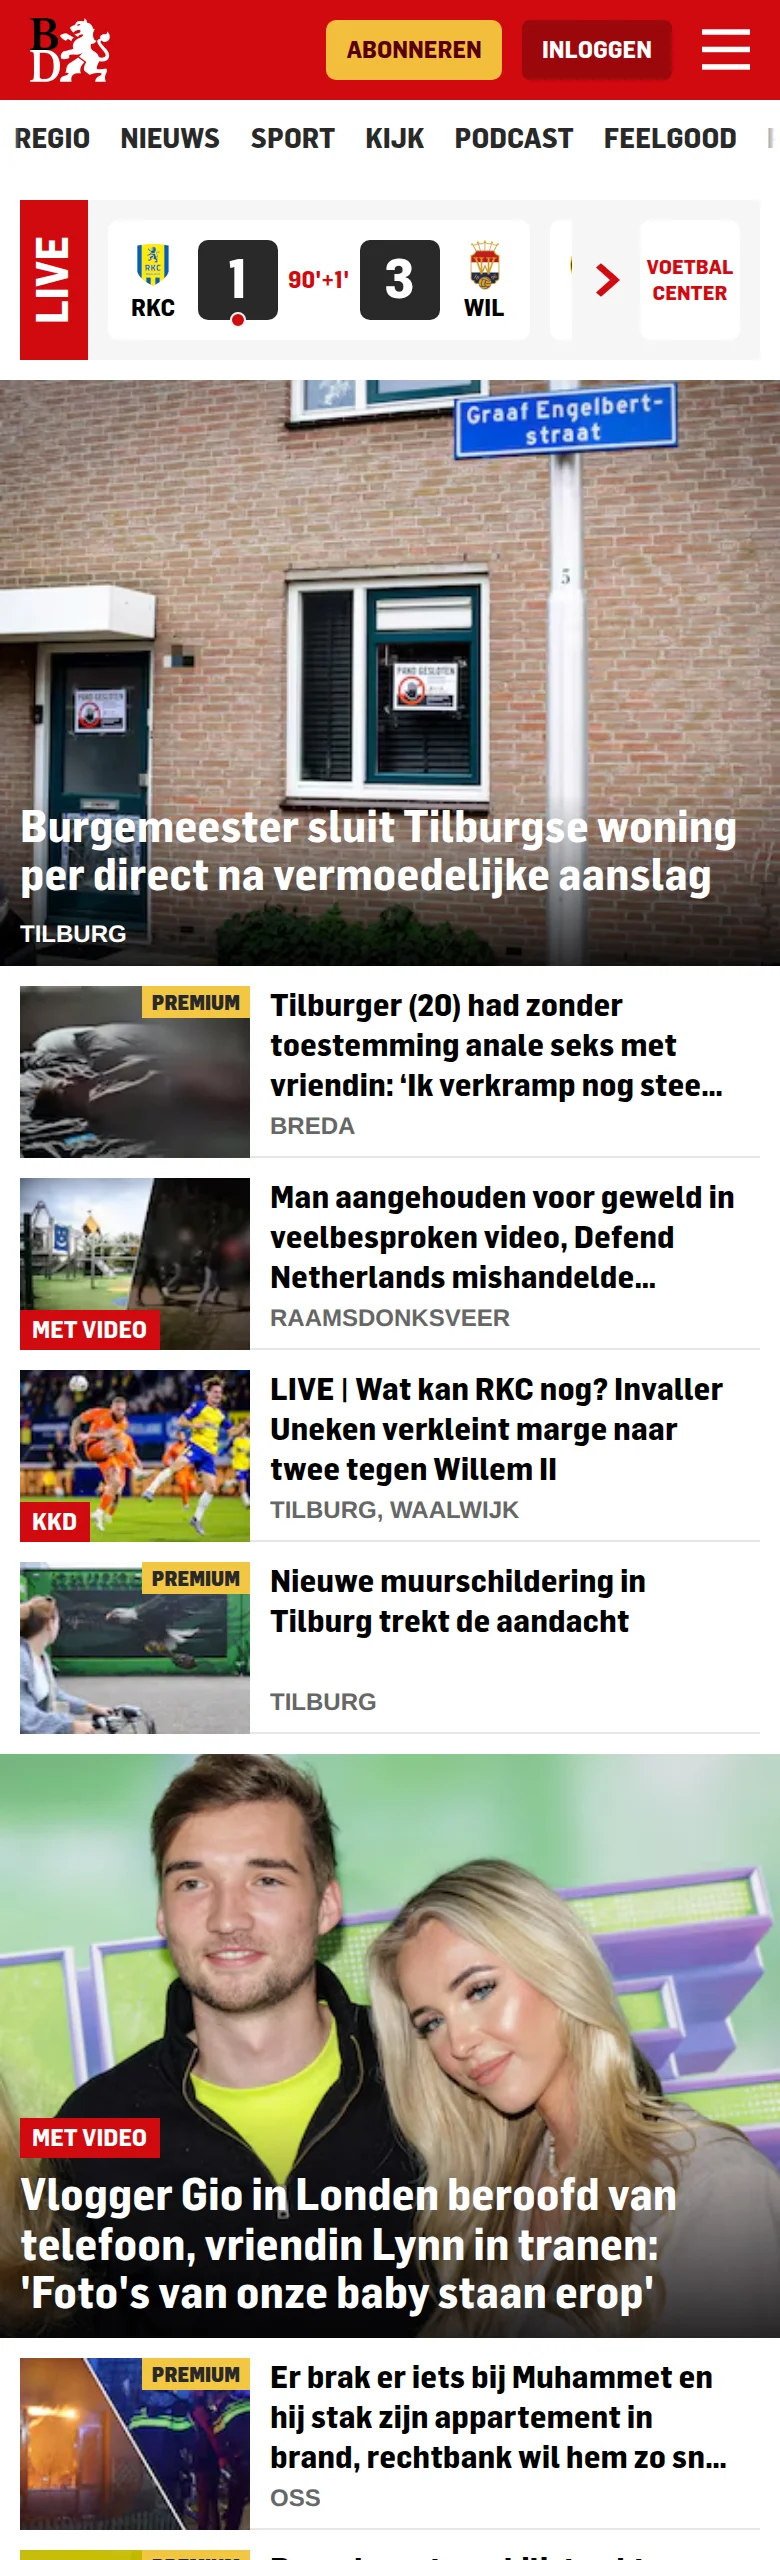 BD
ABONNEREN
INLOGGEN
REGIO NIEUWS SPORT KIJK PODCAST FEELGOOD
LIVE
RKC
RKC
1
90'+1'
3
WIL
VOETBAL
CENTER
Graaf Engelbert-
straat
5
PAND GESLOTEN
PAND GESLOTEN
Burgemeester sluit Tilburgse woning
per direct na vermoedelijke aanslag
TILBURG
PREMIUM
Tilburger (20) had zonder
toestemming anale seks met
vriendin: ‘Ik verkramp nog stee...
BREDA
Man aangehouden voor geweld in
veelbesproken video, Defend
Netherlands mishandelde...
MET VIDEO
RAAMSDONKSVEER
LIVE | Wat kan RKC nog? Invaller
Uneken verkleint marge naar
twee tegen Willem II
KKD
TILBURG, WAALWIJK
PREMIUM
Nieuwe muurschildering in
Tilburg trekt de aandacht
TILBURG
MET VIDEO
Vlogger Gio in Londen beroofd van
telefoon, vriendin Lynn in tranen:
'Foto's van onze baby staan erop'
PREMIUM
Er brak er iets bij Muhammet en
hij stak zijn appartement in
brand, rechtbank wil hem zo sn...
OSS